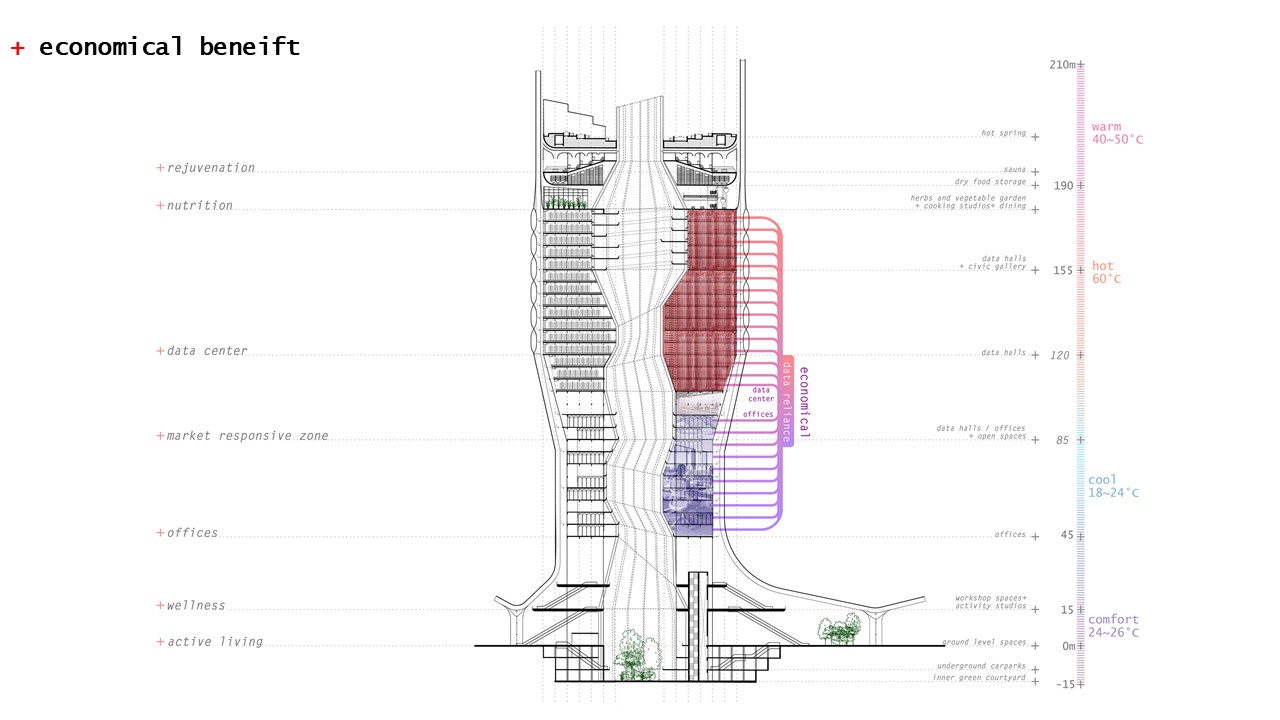 + economical beneift
210m
warm
40~50°C
hot spring
+ rejuvenation
sauna
dry food storage
190
+ nutrition
herbs and vegetable garden
+ cooking studios+ dining
data halls
+ civic gallery
155
hot
60°C
+ data center
data halls
120
data
center
offices
data reliance
economical
+ market responsive zone
data halls / offices
+ open spaces
85
cool
18~24°C
+ offices
offices
45
+ wellness
workshop spaces+
activity studios
15
comfort
24~26°C
+ active living
ground level spaces
0m
underground carparks
inner green courtyard
-15